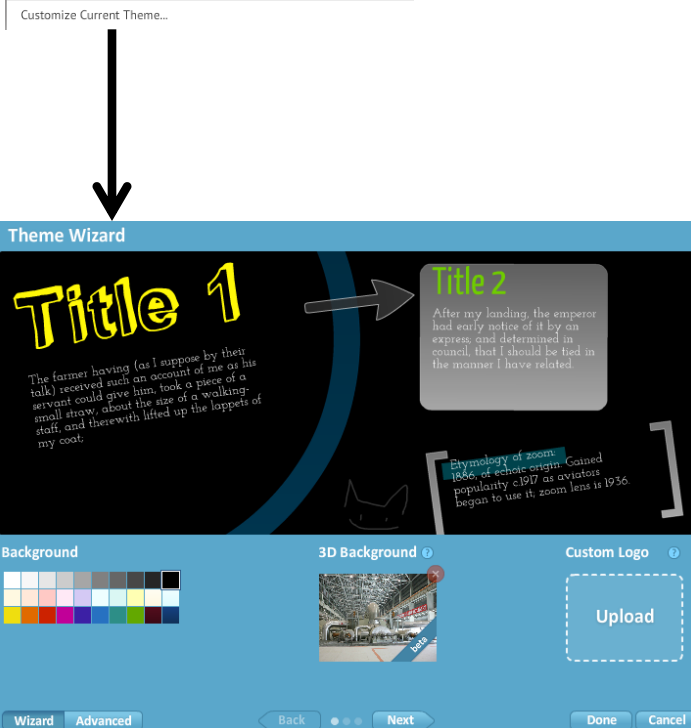 Customize Current Theme...
Theme Wizard
Title 1
The farmer having (as I suppose by their
talk) received such an account of me as his
servant could give him, took a piece of a
small straw, about the size of a walking-
staff, and therewith lifted up the lappets of
my coat;
Title 2
After my landing, the emperor
had early notice of it by an
express; and determined in
council, that I should be tied in
the manner I have related.
Etymology of zoom:
1886, of echoic origin. Gained
popularity c.1917 as aviators
began to use it; zoom lens is 1936.
Background
3D Background ?
Custom Logo ?
beta
Upload
Wizard Advanced
Back Next
Done Cancel